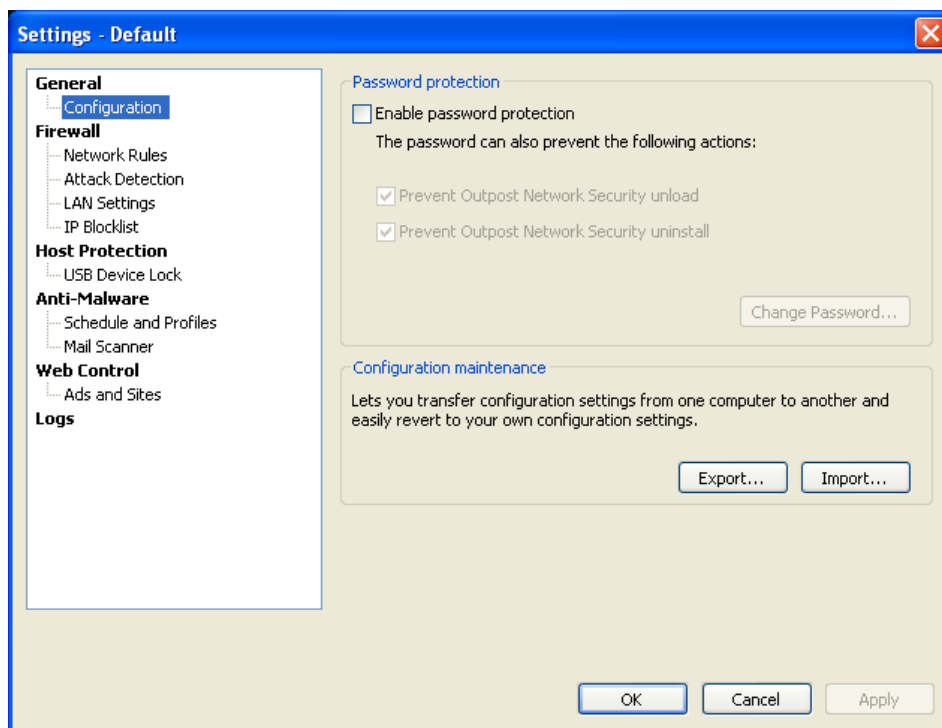 Settings - Default
General
Configuration
Firewall
Network Rules
Attack Detection
LAN Settings
IP Blocklist
Host Protection
USB Device Lock
Anti-Malware
Schedule and Profiles
Mail Scanner
Web Control
Ads and Sites
Logs
Password protection
Enable password protection
The password can also prevent the following actions:
Prevent Outpost Network Security unload
Prevent Outpost Network Security uninstall
Change Password...
Configuration maintenance
Lets you transfer configuration settings from one computer to another and
easily revert to your own configuration settings.
Export...
Import...
OK
Cancel
Apply